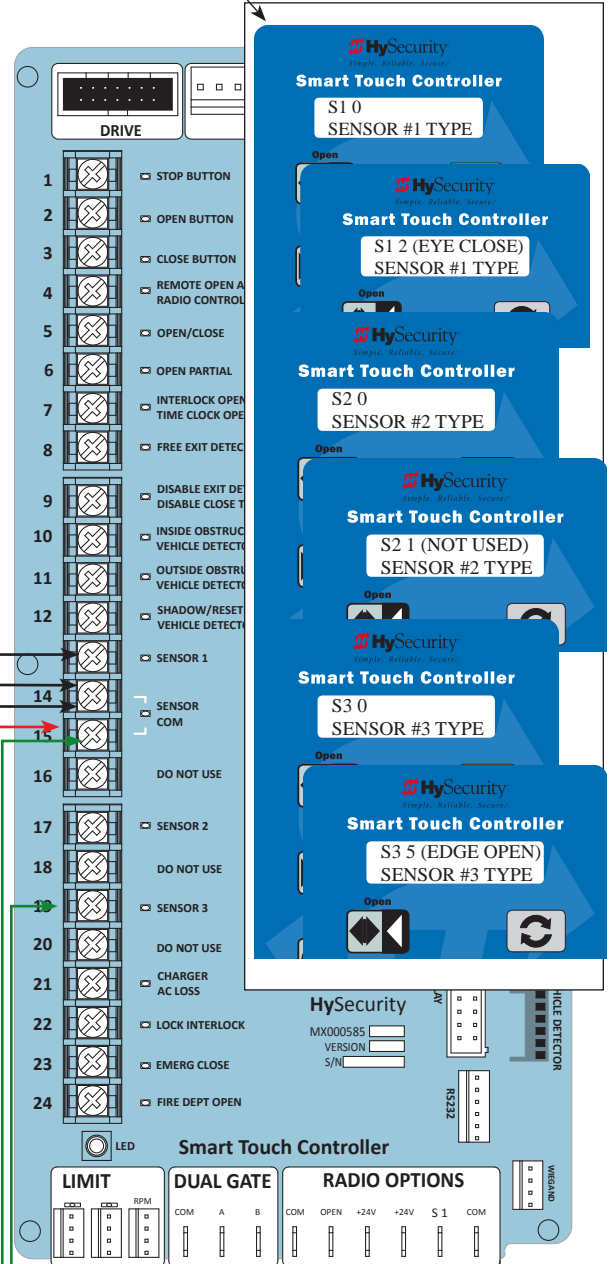 HySecurity
Simple. Reliable. Secure.
Smart Touch Controller
S1 0
SENSOR #1 TYPE
Open
HySecurity
Simple. Reliable. Secure.
Smart Touch Controller
S1 2 (EYE CLOSE)
SENSOR #1 TYPE
Open
HySecurity
Simple. Reliable. Secure.
Smart Touch Controller
S2 0
SENSOR #2 TYPE
Open
HySecurity
Simple. Reliable. Secure.
Smart Touch Controller
S2 1 (NOT USED)
SENSOR #2 TYPE
Open
HySecurity
Simple. Reliable. Secure.
Smart Touch Controller
S3 0
SENSOR #3 TYPE
Open
HySecurity
Simple. Reliable. Secure.
Smart Touch Controller
S3 5 (EDGE OPEN)
SENSOR #3 TYPE
Open
DRIVE
1 STOP BUTTON
2 OPEN BUTTON
3 CLOSE BUTTON
4 REMOTE OPEN A
RADIO CONTROL
5 OPEN/CLOSE
6 OPEN PARTIAL
7 INTERLOCK OPEN
TIME CLOCK OPE
8 FREE EXIT DETEC
9 DISABLE EXIT DE
DISABLE CLOSE T
10 INSIDE OBSTRUC
VEHICLE DETECTO
11 OUTSIDE OBSTRU
VEHICLE DETECTO
12 SHADOW/RESET
VEHICLE DETECTO
SENSOR 1
14 SENSOR
15 COM
16 DO NOT USE
17 SENSOR 2
18 DO NOT USE
19 SENSOR 3
20 DO NOT USE
21 CHARGER
AC LOSS
22 LOCK INTERLOCK
23 EMERG CLOSE
24 FIRE DEPT OPEN
HySecurity
MX000585
VERSION
S/N
LAY
HICLE DETECTOR
RS232
WIEGAND
LED
Smart Touch Controller
LIMIT
RPM
DUAL GATE
COM A B
RADIO OPTIONS
COM OPEN +24V +24V S 1 COM